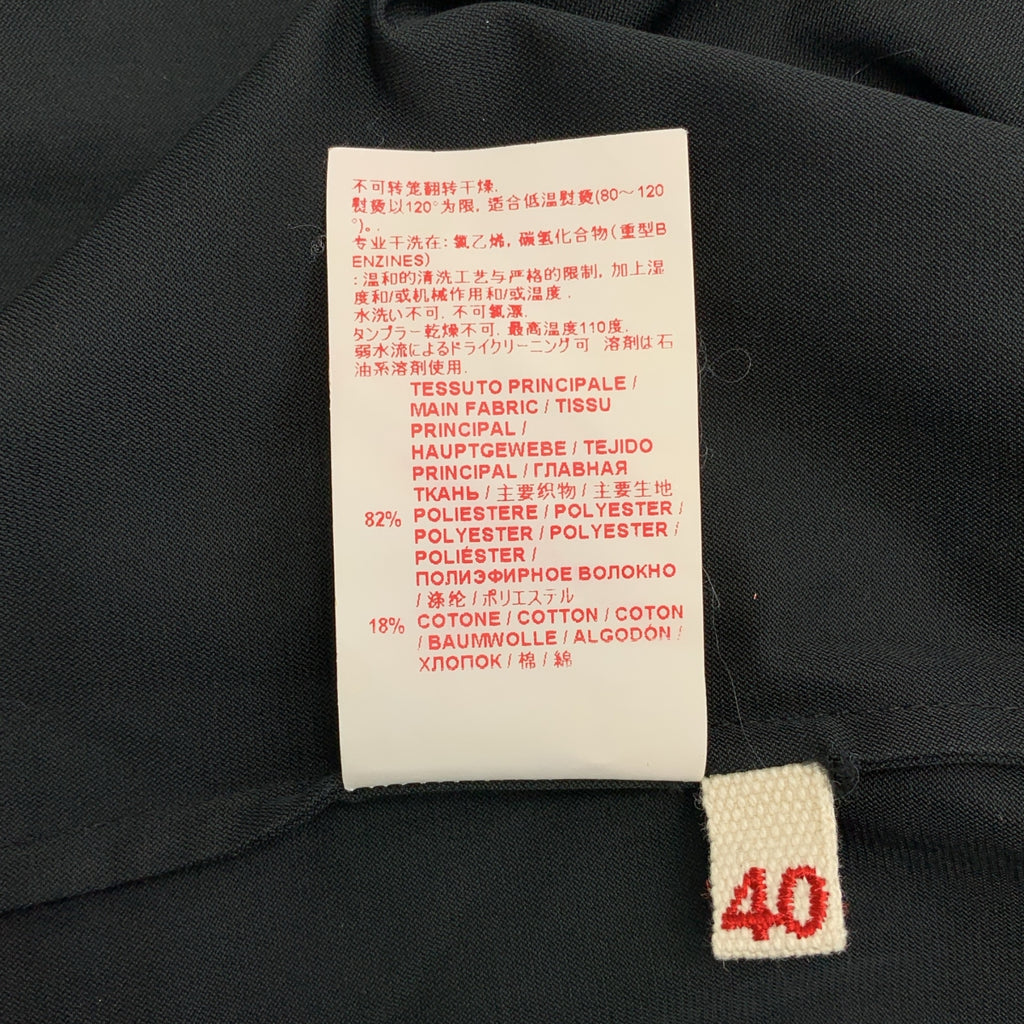 不可转笼翻转干燥.
熨烫以120°为限, 适合低温熨烫(80～120
°)。.
专业干洗在: 氯乙烯, 碳氢化合物(重型B
ENZINES)
: 温和的清洗工艺与严格的限制, 加上湿
度和/或机械作用和/或温度 .
水洗い不可. 不可氯漂.
タンブラー乾燥不可. 最高温度110度.
弱水流によるドライクリーニング可 溶剤は石
油系溶剤使用.
TESSUTO PRINCIPALE /
MAIN FABRIC / TISSU
PRINCIPAL /
HAUPTGEWEBE / TEJIDO
PRINCIPAL / ГЛАВНАЯ
ТКАНЬ / 主要织物 / 主要生地
82% POLIESTERE / POLYESTER /
POLYESTER / POLYESTER /
POLIÉSTER /
ПОЛИЭФИРНОЕ ВОЛОКНО
/ 涤纶 / ポリエステル
18% COTONE / COTTON / COTON
/ BAUMWOLLE / ALGODÓN /
ХЛОПОК / 棉 / 綿
40